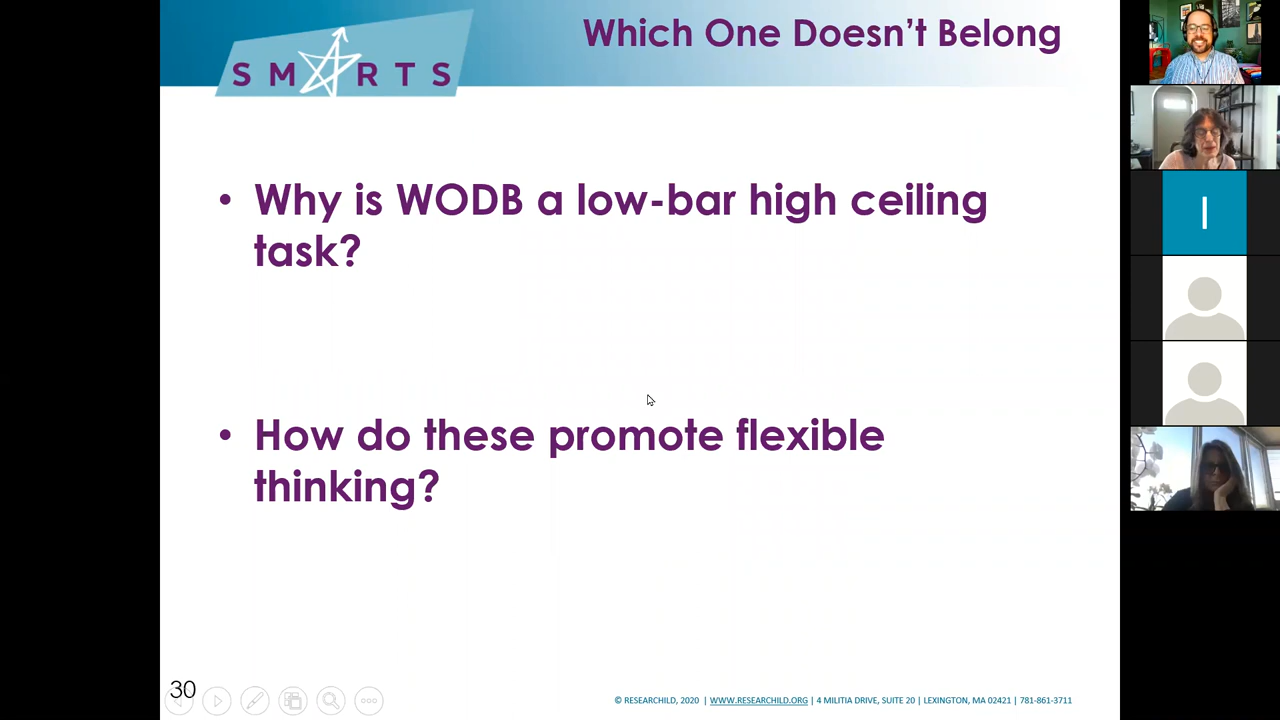 Which One Doesn't Belong
SMARTS
• Why is WODB a low-bar high ceiling
task?
• How do these promote flexible
thinking?
30
© RESEARCHILD, 2020 | WWW.RESEARCHILD.ORG | 4 MILITIA DRIVE, SUITE 20 | LEXINGTON, MA 02421 | 781-861-3711
I